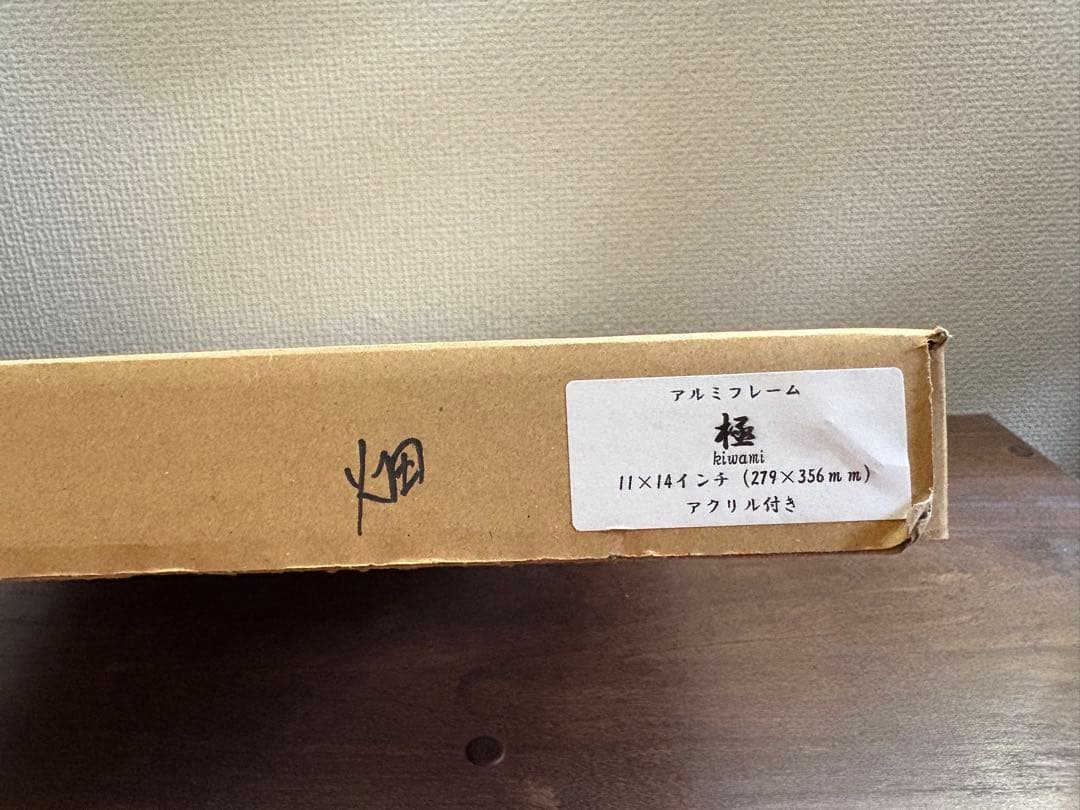 畑
アルミフレーム
極
kiwami
11×14インチ (279×356mm)
アクリル付き